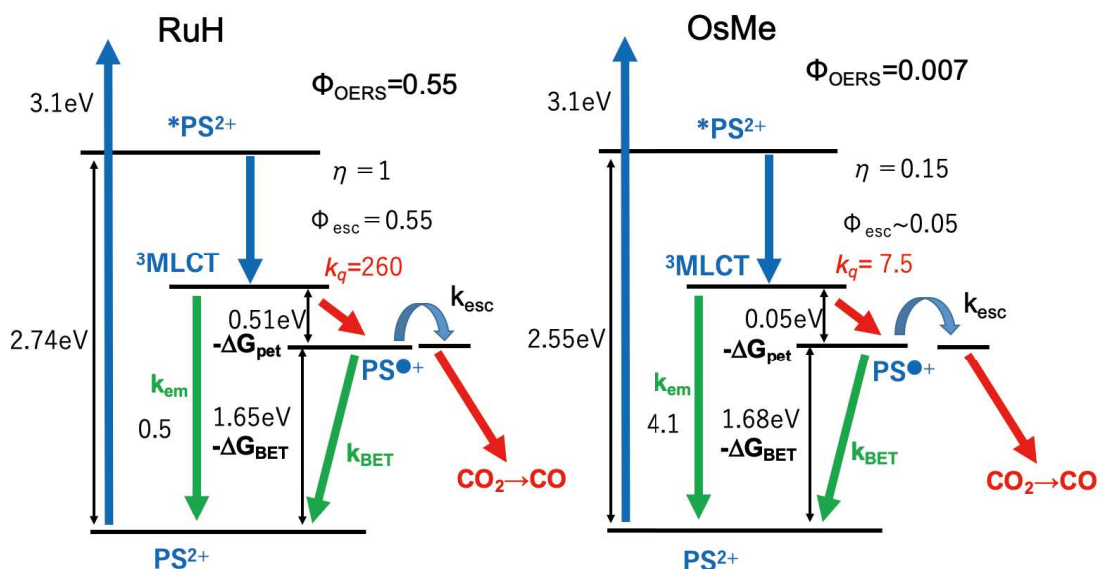 RuH
Φ_OERS=0.55
3.1eV
*PS²⁺
η = 1
Φ_esc = 0.55
³MLCT
k_q= 260
k_esc
0.51eV
-ΔG_pet
2.74eV
PS●⁺
k_em
0.5
1.65eV
-ΔG_BET
k_BET
CO₂→CO
PS²⁺
OsMe
Φ_OERS=0.007
3.1eV
*PS²⁺
η = 0.15
Φ_esc~0.05
³MLCT
k_q= 7.5
k_esc
0.05eV
-ΔG_pet
2.55eV
PS●⁺
k_em
4.1
1.68eV
-ΔG_BET
k_BET
CO₂→CO
PS²⁺